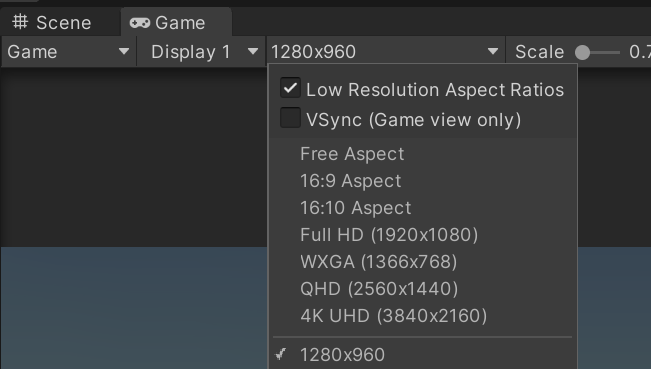 Scene Game
Game Display 1 1280x960 Scale 0.7
Low Resolution Aspect Ratios
VSync (Game view only)
Free Aspect
16:9 Aspect
16:10 Aspect
Full HD (1920x1080)
WXGA (1366x768)
QHD (2560x1440)
4K UHD (3840x2160)
1280x960